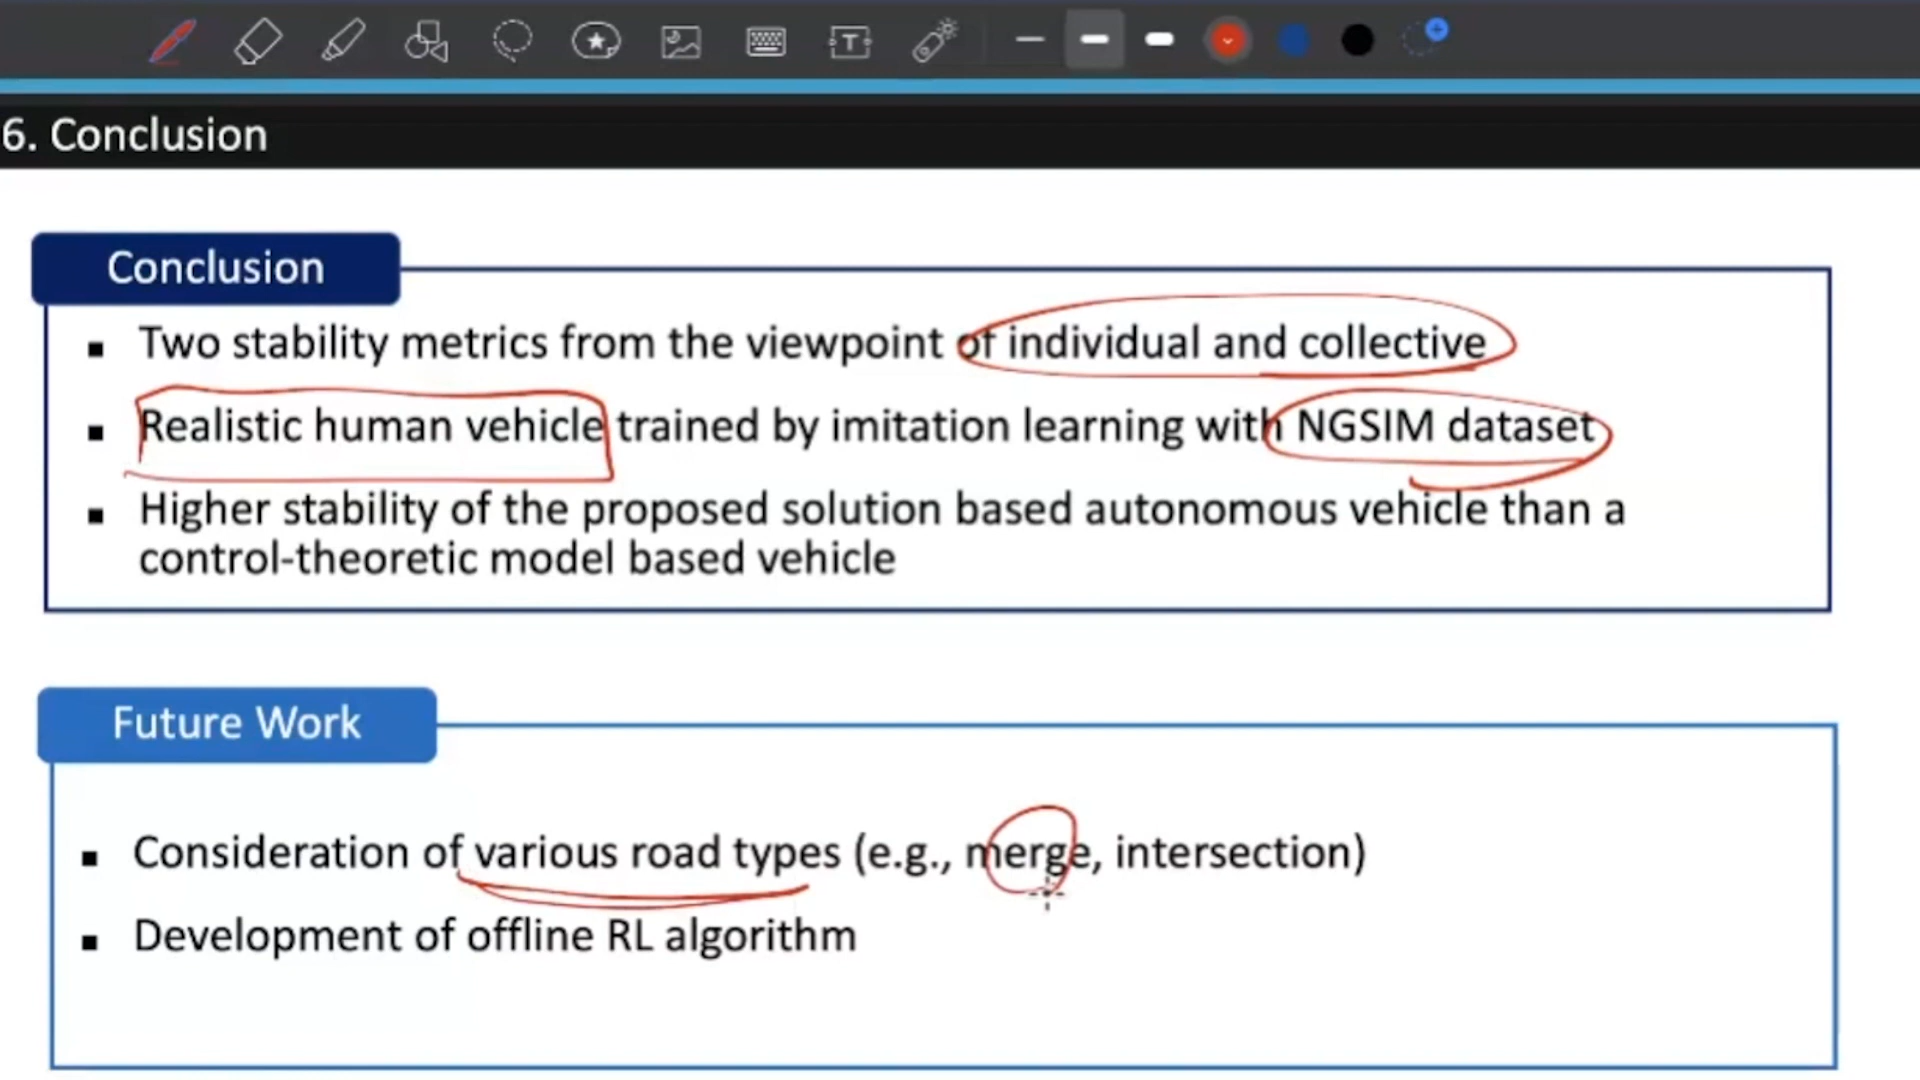 6. Conclusion
Conclusion
▪ Two stability metrics from the viewpoint of individual and collective
▪ Realistic human vehicle trained by imitation learning with NGSIM dataset
▪ Higher stability of the proposed solution based autonomous vehicle than a
control-theoretic model based vehicle
Future Work
▪ Consideration of various road types (e.g., merge, intersection)
▪ Development of offline RL algorithm